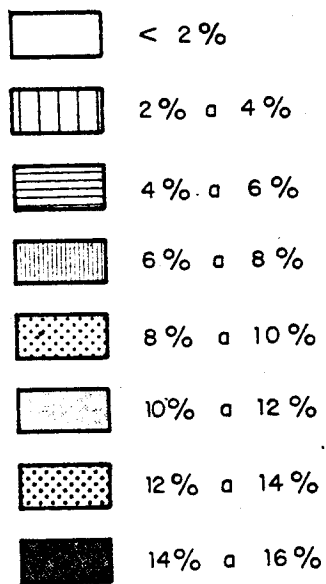 < 2%
2% a 4%
4% a 6%
6% a 8%
8% a 10%
10% a 12%
12% a 14%
14% a 16%